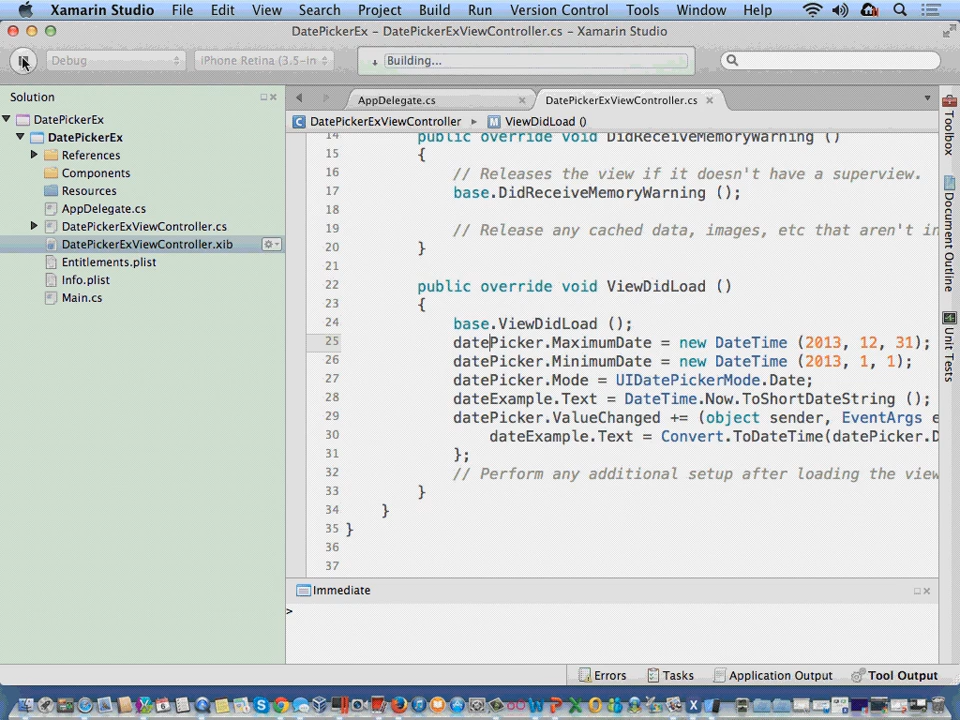 Xamarin Studio File Edit View Search Project Build Run Version Control Tools Window Help
DatePickerEx – DatePickerExViewController.cs – Xamarin Studio
Debug iPhone Retina (3.5-in Building...
Solution
DatePickerEx
DatePickerEx
References
Components
Resources
AppDelegate.cs
DatePickerExViewController.cs
DatePickerExViewController.xib
Entitlements.plist
Info.plist
Main.cs
AppDelegate.cs DatePickerExViewController.cs
DatePickerExViewController ViewDidLoad ()
14 public override void DidReceiveMemoryWarning ()
15 {
16 // Releases the view if it doesn't have a superview.
17 base.DidReceiveMemoryWarning ();
18
19 // Release any cached data, images, etc that aren't in
20 }
21
22 public override void ViewDidLoad ()
23 {
24 base.ViewDidLoad ();
25 datePicker.MaximumDate = new DateTime (2013, 12, 31);
26 datePicker.MinimumDate = new DateTime (2013, 1, 1);
27 datePicker.Mode = UIDatePickerMode.Date;
28 dateExample.Text = DateTime.Now.ToShortDateString ();
29 datePicker.ValueChanged += (object sender, EventArgs e
30 dateExample.Text = Convert.ToDateTime(datePicker.D
31 };
32 // Perform any additional setup after loading the view
33 }
34 }
35 }
36
37
Immediate
>
Errors Tasks Application Output Tool Output
Toolbox
Document Outline
Unit Tests